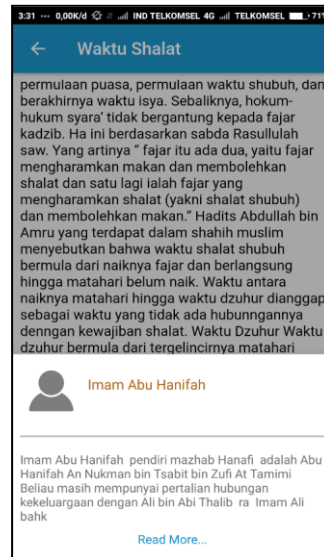 3:31 ... 0,00K/d IND TELKOMSEL 4G TELKOMSEL 71%
Waktu Shalat
permulaan puasa, permulaan waktu shubuh, dan
berakhirnya waktu isya. Sebaliknya, hokum-
hukum syara' tidak bergantung kepada fajar
kadzib. Ha ini berdasarkan sabda Rasullulah
saw. Yang artinya " fajar itu ada dua, yaitu fajar
mengharamkan makan dan membolehkan
shalat dan satu lagi ialah fajar yang
mengharamkan shalat (yakni shalat shubuh)
dan membolehkan makan." Hadits Abdullah bin
Amru yang terdapat dalam shahih muslim
menyebutkan bahwa waktu shalat shubuh
bermula dari naiknya fajar dan berlangsung
hingga matahari belum naik. Waktu antara
naiknya matahari hingga waktu dzuhur dianggap
sebagai waktu yang tidak ada hubunngannya
denngan kewajiban shalat. Waktu Dzuhur Waktu
dzuhur bermula dari tergelincirnya matahari
Imam Abu Hanifah
Imam Abu Hanifah pendiri mazhab Hanafi adalah Abu
Hanifah An Nukman bin Tsabit bin Zufi At Tamimi
Beliau masih mempunyai pertalian hubungan
kekeluargaan dengan Ali bin Abi Thalib ra Imam Ali
bahk
Read More...